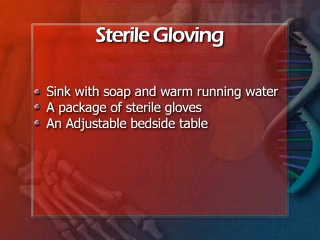 Sterile Gloving
Sink with soap and warm running water
A package of sterile gloves
An Adjustable bedside table